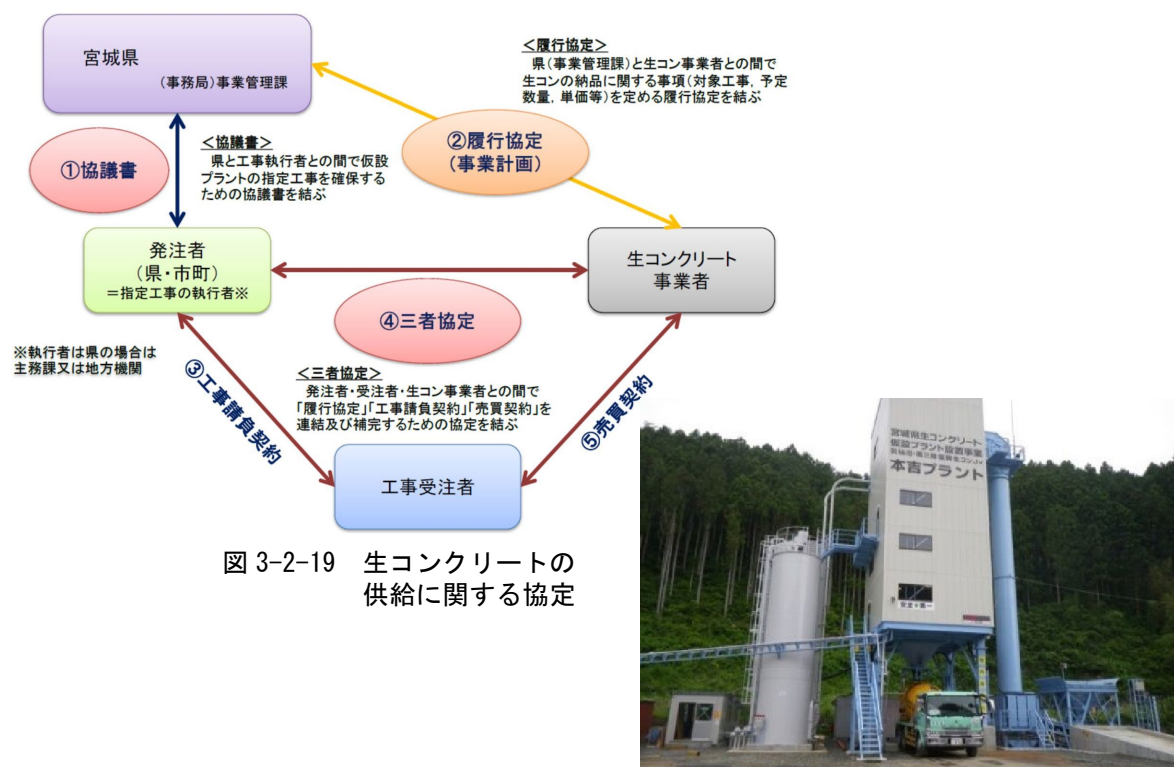 宮城県
(事務局)事業管理課
<履行協定>
県(事業管理課)と生コン事業者との間で
生コンの納品に関する事項(対象工事, 予定
数量, 単価等)を定める履行協定を結ぶ
①協議書
<協議書>
県と工事執行者との間で仮設
プラントの指定工事を確保する
ための協議書を結ぶ
②履行協定
(事業計画)
発注者
(県・市町)
=指定工事の執行者※
生コンクリート
事業者
④三者協定
※執行者は県の場合は
主務課又は地方機関
③工事請負契約
<三者協定>
発注者・受注者・生コン事業者との間で
「履行協定」「工事請負契約」「売買契約」を
連結及び補完するための協定を結ぶ
⑤売買契約
工事受注者
図 3-2-19 生コンクリートの
供給に関する協定
宮城県生コンクリート
仮設プラント設置事業
本吉プラント
安全第一